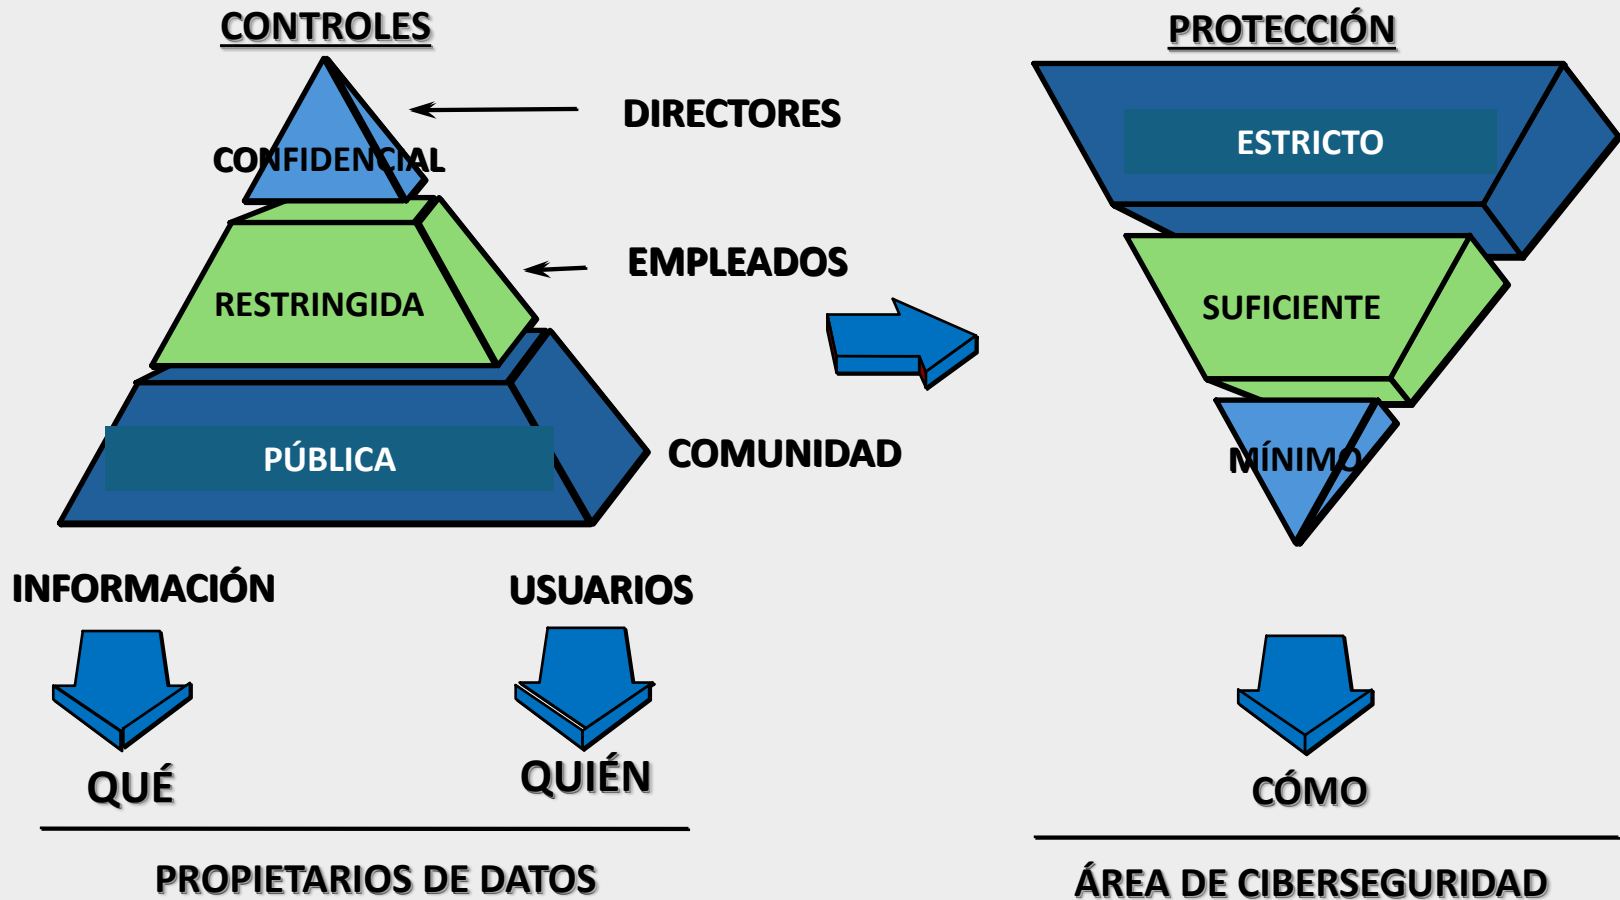 CONTROLES
CONFIDENCIAL
DIRECTORES
RESTRINGIDA
EMPLEADOS
PÚBLICA
COMUNIDAD
INFORMACIÓN
USUARIOS
QUÉ
QUIÉN
PROPIETARIOS DE DATOS
PROTECCIÓN
ESTRICTO
SUFICIENTE
MÍNIMO
CÓMO
ÁREA DE CIBERSEGURIDAD